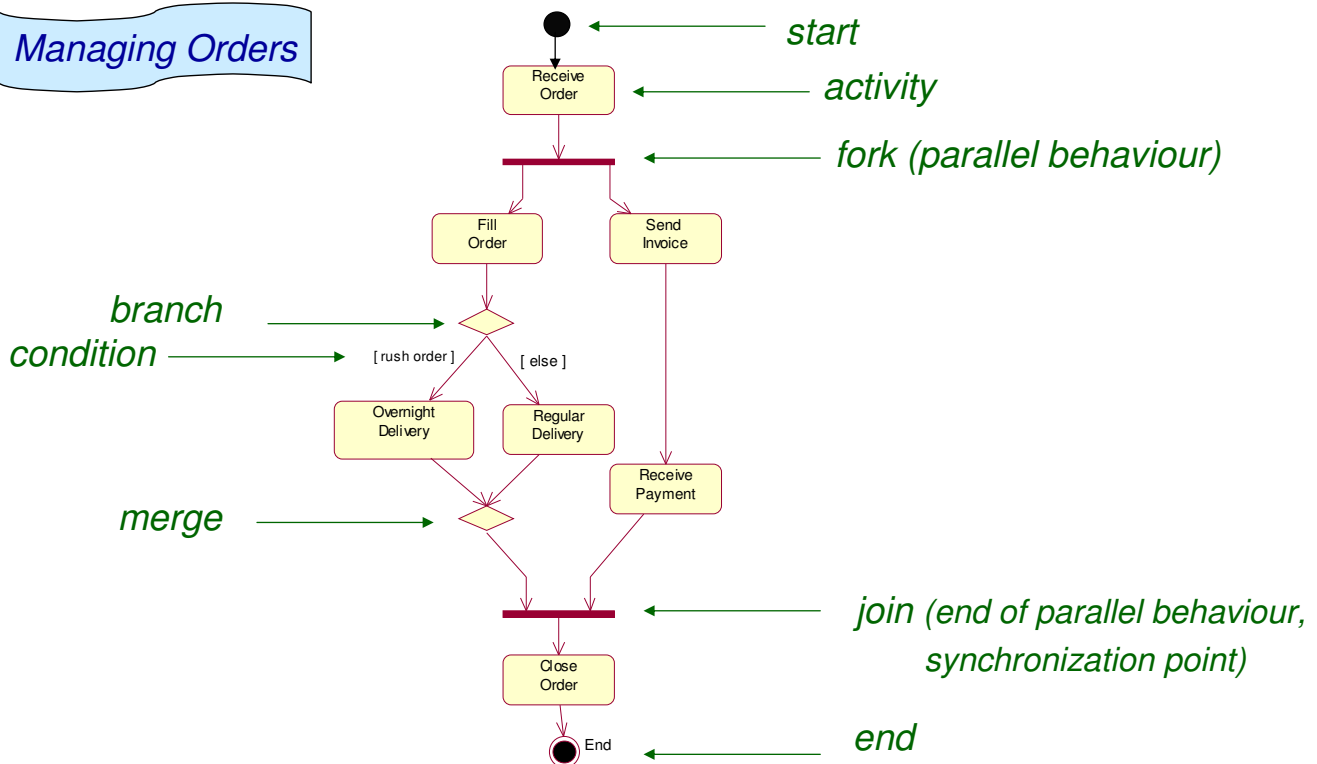 Managing Orders
start
Receive
Order
activity
fork (parallel behaviour)
Fill
Order
Send
Invoice
branch
condition
[ rush order ]
[ else ]
Overnight
Delivery
Regular
Delivery
Receive
Payment
merge
join (end of parallel behaviour,
synchronization point)
Close
Order
End
end